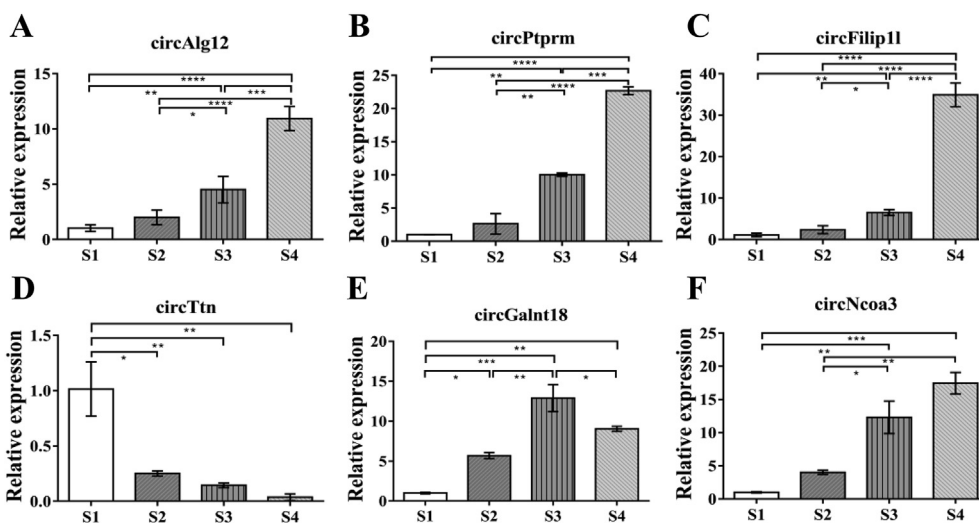 A
circAlg12
Relative expression
15
10
5
0
****
** ***
* ****
S1 S2 S3 S4
B
circPtprm
Relative expression
25
20
15
10
5
0
****
** ***
** ****
S1 S2 S3 S4
C
circFilip1l
Relative expression
40
30
20
10
0
****
** ****
* ****
S1 S2 S3 S4
D
circTtn
Relative expression
1.5
1.0
0.5
0.0
**
* **
S1 S2 S3 S4
E
circGalnt18
Relative expression
20
15
10
5
0
**
***
* ** *
S1 S2 S3 S4
F
circNcoa3
Relative expression
25
20
15
10
5
0
***
** **
*
S1 S2 S3 S4